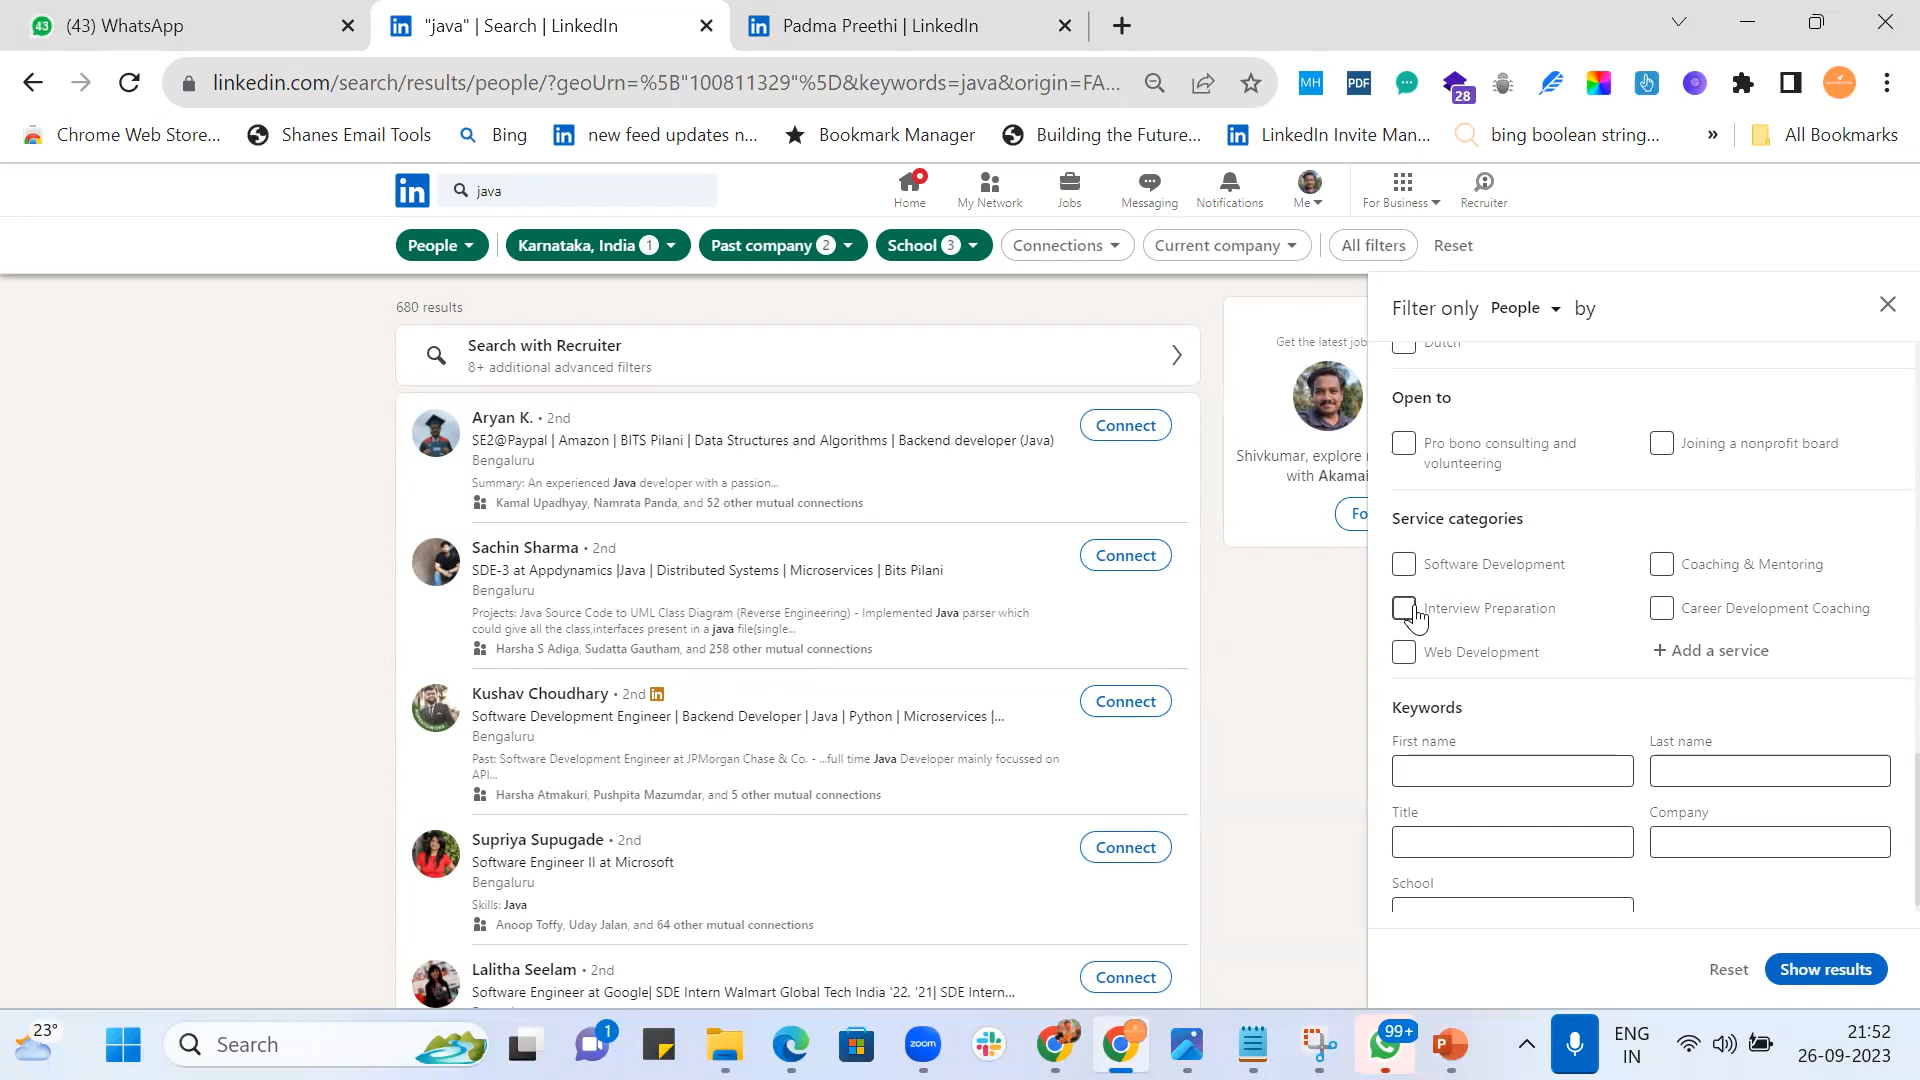 43
(43) WhatsApp
"java" | Search | LinkedIn
Padma Preethi | LinkedIn
linkedin.com/search/results/people/?geoUrn=%5B"100811329"%5D&keywords=java&origin=FA...
MH
PDF
28
Chrome Web Store...
Shanes Email Tools
Bing
new feed updates n...
Bookmark Manager
Building the Future...
LinkedIn Invite Man...
bing boolean string...
»
All Bookmarks
in
java
Home
My Network
Jobs
Messaging
Notifications
Me
For Business
Recruiter
People
Karnataka, India 1
Past company 2
School 3
Connections
Current company
All filters
Reset
680 results
Search with Recruiter
8+ additional advanced filters
Aryan K. • 2nd
SE2@Paypal | Amazon | BITS Pilani | Data Structures and Algorithms | Backend developer (Java)
Bengaluru
Summary: An experienced Java developer with a passion...
Kamal Upadhyay, Namrata Panda, and 52 other mutual connections
Connect
Sachin Sharma • 2nd
SDE-3 at Appdynamics |Java | Distributed Systems | Microservices | Bits Pilani
Bengaluru
Projects: Java Source Code to UML Class Diagram (Reverse Engineering) - Implemented Java parser which
could give all the class,interfaces present in a java file(single...
Harsha S Adiga, Sudatta Gautham, and 258 other mutual connections
Connect
Kushav Choudhary • 2nd in
Software Development Engineer | Backend Developer | Java | Python | Microservices |...
Bengaluru
Past: Software Development Engineer at JPMorgan Chase & Co. - ...full time Java Developer mainly focussed on
API...
Harsha Atmakuri, Pushpita Mazumdar, and 5 other mutual connections
Connect
Supriya Supugade • 2nd
Software Engineer II at Microsoft
Bengaluru
Skills: Java
Anoop Toffy, Uday Jalan, and 64 other mutual connections
Connect
Lalitha Seelam • 2nd
Software Engineer at Google| SDE Intern Walmart Global Tech India '22, '21| SDE Intern...
Connect
Get the latest job
Shivkumar, explore
with Akamai
Fo
Filter only People by
Dutch
Open to
Pro bono consulting and
volunteering
Joining a nonprofit board
Service categories
Software Development
Coaching & Mentoring
Interview Preparation
Career Development Coaching
Web Development
+ Add a service
Keywords
First name
Last name
Title
Company
School
Reset
Show results
23°
Search
1
zoom
99+
P
ENG
IN
21:52
26-09-2023